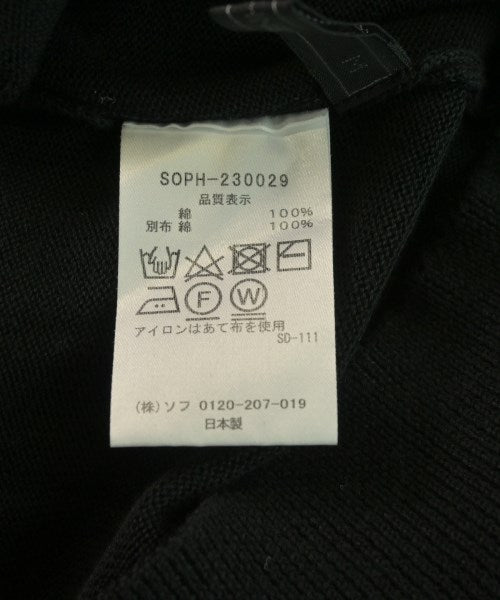 SOPH-230029
品質表示
綿 100%
別布 綿 100%
F W
アイロンはあて布を使用
SD-111
(株)ソフ 0120-207-019
日本製